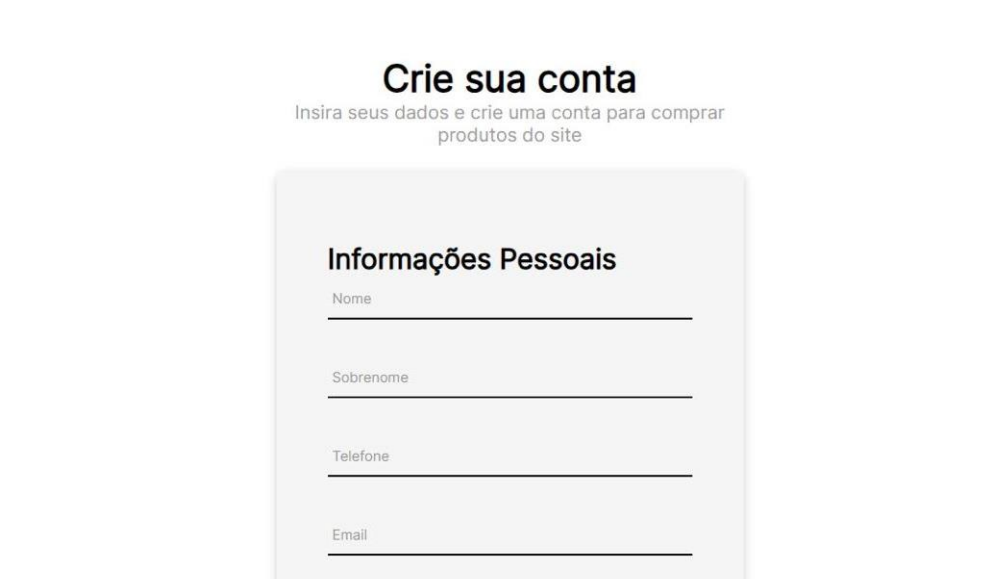 Crie sua conta
Insira seus dados e crie uma conta para comprar
produtos do site
Informações Pessoais
Nome
Sobrenome
Telefone
Email